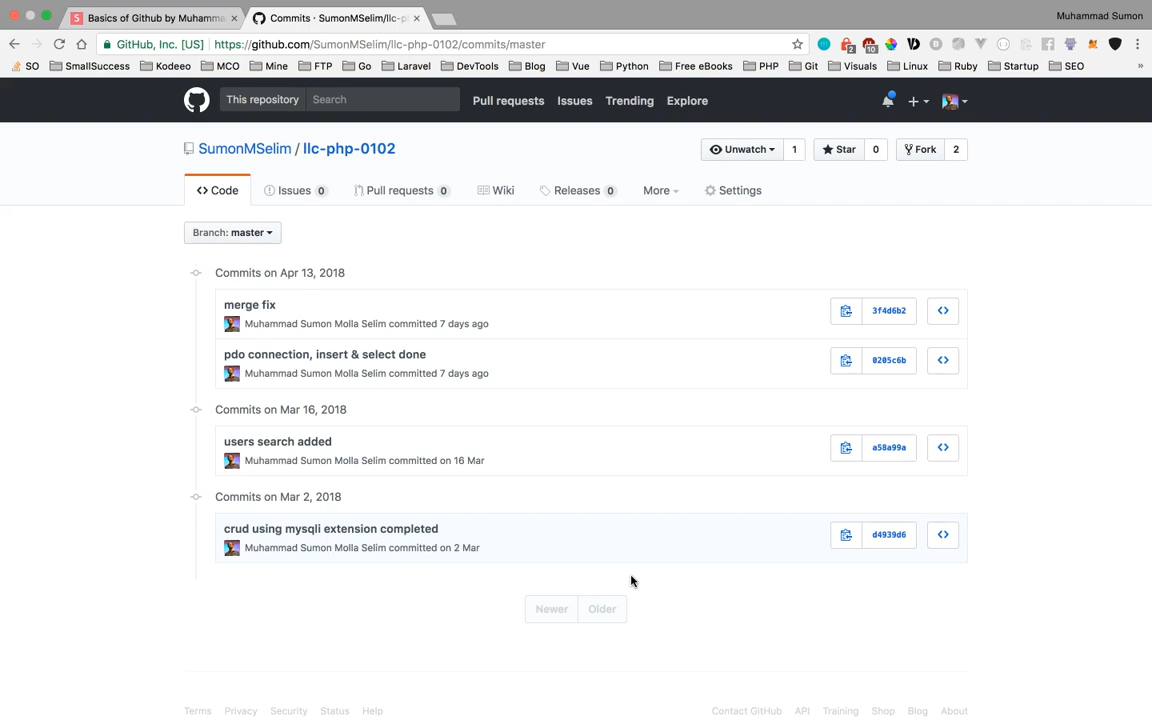 Basics of Github by Muhamma
Commits · SumonMSelim/llc-p
Muhammad Sumon
GitHub, Inc. [US]
https://github.com/SumonMSelim/llc-php-0102/commits/master
2
10
SO SmallSuccess Kodeeo MCO Mine FTP Go Laravel DevTools Blog Vue Python Free eBooks PHP Git Visuals Linux Ruby Startup SEO »
This repository Search Pull requests Issues Trending Explore
SumonMSelim / llc-php-0102
Unwatch 1 Star 0 Fork 2
Code Issues 0 Pull requests 0 Wiki Releases 0 More Settings
Branch: master
Commits on Apr 13, 2018
merge fix
3f4d6b2
Muhammad Sumon Molla Selim committed 7 days ago
pdo connection, insert & select done
0205c6b
Muhammad Sumon Molla Selim committed 7 days ago
Commits on Mar 16, 2018
users search added
a58a99a
Muhammad Sumon Molla Selim committed on 16 Mar
Commits on Mar 2, 2018
crud using mysqli extension completed
d4939d6
Muhammad Sumon Molla Selim committed on 2 Mar
Newer Older
Terms Privacy Security Status Help
Contact GitHub API Training Shop Blog About